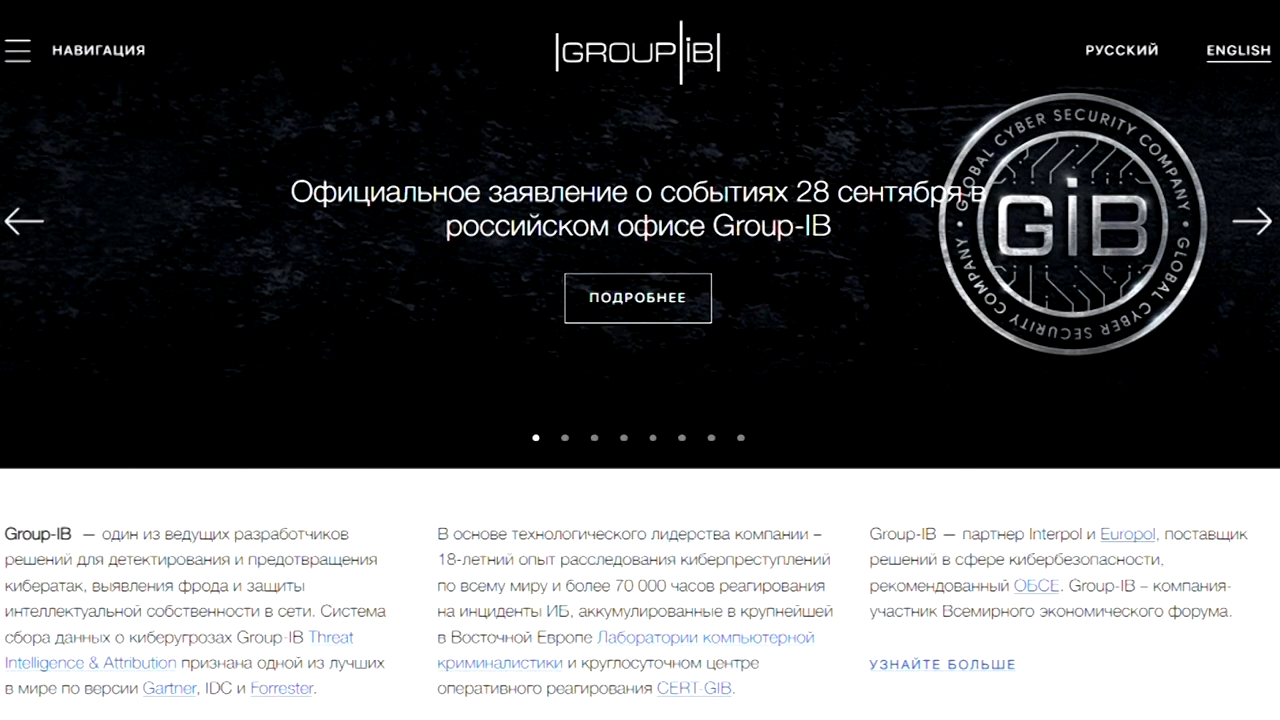 НАВИГАЦИЯ
|GROUP|iB|
РУССКИЙ
ENGLISH
Официальное заявление о событиях 28 сентября в
российском офисе Group-IB
ПОДРОБНЕЕ
GLOBAL CYBER SECURITY COMPANY • GLOBAL CYBER SECURITY COMPANY •
GiB
Group-IB — один из ведущих разработчиков
решений для детектирования и предотвращения
кибератак, выявления фрода и защиты
интеллектуальной собственности в сети. Система
сбора данных о киберугрозах Group-IB Threat
Intelligence & Attribution признана одной из лучших
в мире по версии Gartner, IDC и Forrester.
В основе технологического лидерства компании –
18-летний опыт расследования киберпреступлений
по всему миру и более 70 000 часов реагирования
на инциденты ИБ, аккумулированные в крупнейшей
в Восточной Европе Лаборатории компьютерной
криминалистики и круглосуточном центре
оперативного реагирования CERT-GIB.
Group-IB — партнер Interpol и Europol, поставщик
решений в сфере кибербезопасности,
рекомендованный ОБСЕ. Group-IB – компания-
участник Всемирного экономического форума.
УЗНАЙТЕ БОЛЬШЕ